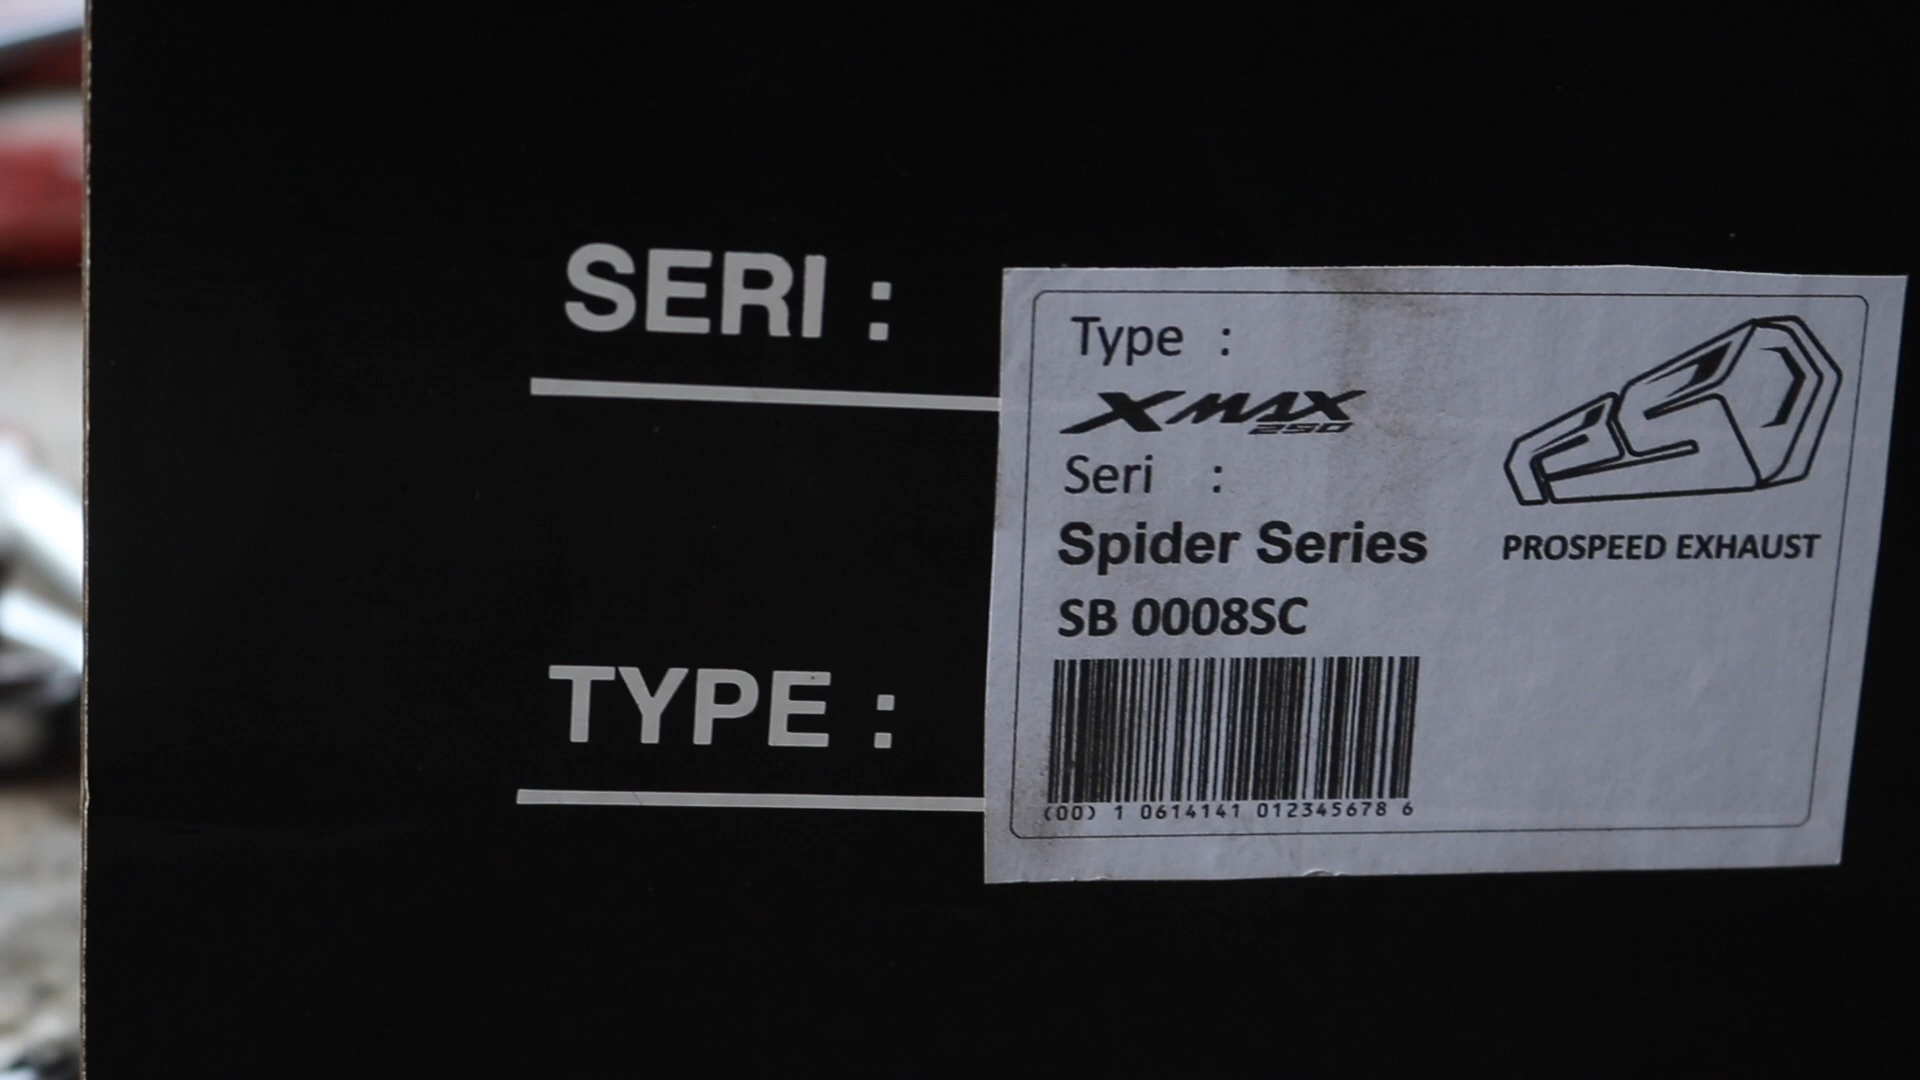 SERI :
TYPE :
Type :
XMAX
250
Seri :
Spider Series
SB 0008SC
(00) 1 0614141 012345678 6
PROSPEED EXHAUST